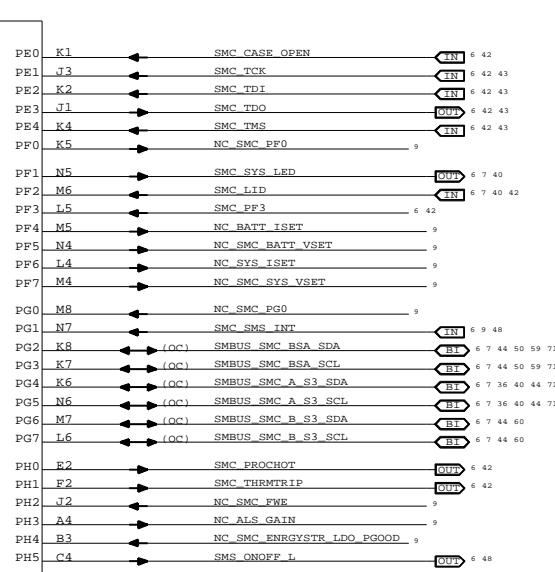 PE0 K1 SMC_CASE_OPEN IN 6 42
PE1 J3 SMC_TCK IN 6 42 43
PE2 K2 SMC_TDI IN 6 42 43
PE3 J1 SMC_TDO OUT 6 42 43
PE4 K4 SMC_TMS IN 6 42 43
PF0 K5 NC_SMC_PF0 9
PF1 N5 SMC_SYS_LED OUT 6 7 40
PF2 M6 SMC_LID IN 6 7 40 42
PF3 L5 SMC_PF3 6 42
PF4 M5 NC_BATT_ISET 9
PF5 N4 NC_SMC_BATT_VSET 9
PF6 L4 NC_SYS_ISET 9
PF7 M4 NC_SMC_SYS_VSET 9
PG0 M8 NC_SMC_PG0 9
PG1 N7 SMC_SMS_INT IN 6 9 48
PG2 K8 (OC) SMBUS_SMC_BSA_SDA BI 6 7 44 50 59 71
PG3 K7 (OC) SMBUS_SMC_BSA_SCL BI 6 7 44 50 59 71
PG4 K6 (OC) SMBUS_SMC_A_S3_SDA BI 6 7 36 40 44 71
PG5 N6 (OC) SMBUS_SMC_A_S3_SCL BI 6 7 36 40 44 71
PG6 M7 (OC) SMBUS_SMC_B_S3_SDA BI 6 7 44 60
PG7 L6 (OC) SMBUS_SMC_B_S3_SCL BI 6 7 44 60
PH0 E2 SMC_PROCHOT OUT 6 42
PH1 F2 SMC_THRMTRIP OUT 6 42
PH2 J2 NC_SMC_FWE 9
PH3 A4 NC_ALS_GAIN 9
PH4 B3 NC_SMC_ENRGYSTR_LDO_PGOOD 9
PH5 C4 SMS_ONOFF_L OUT 6 48